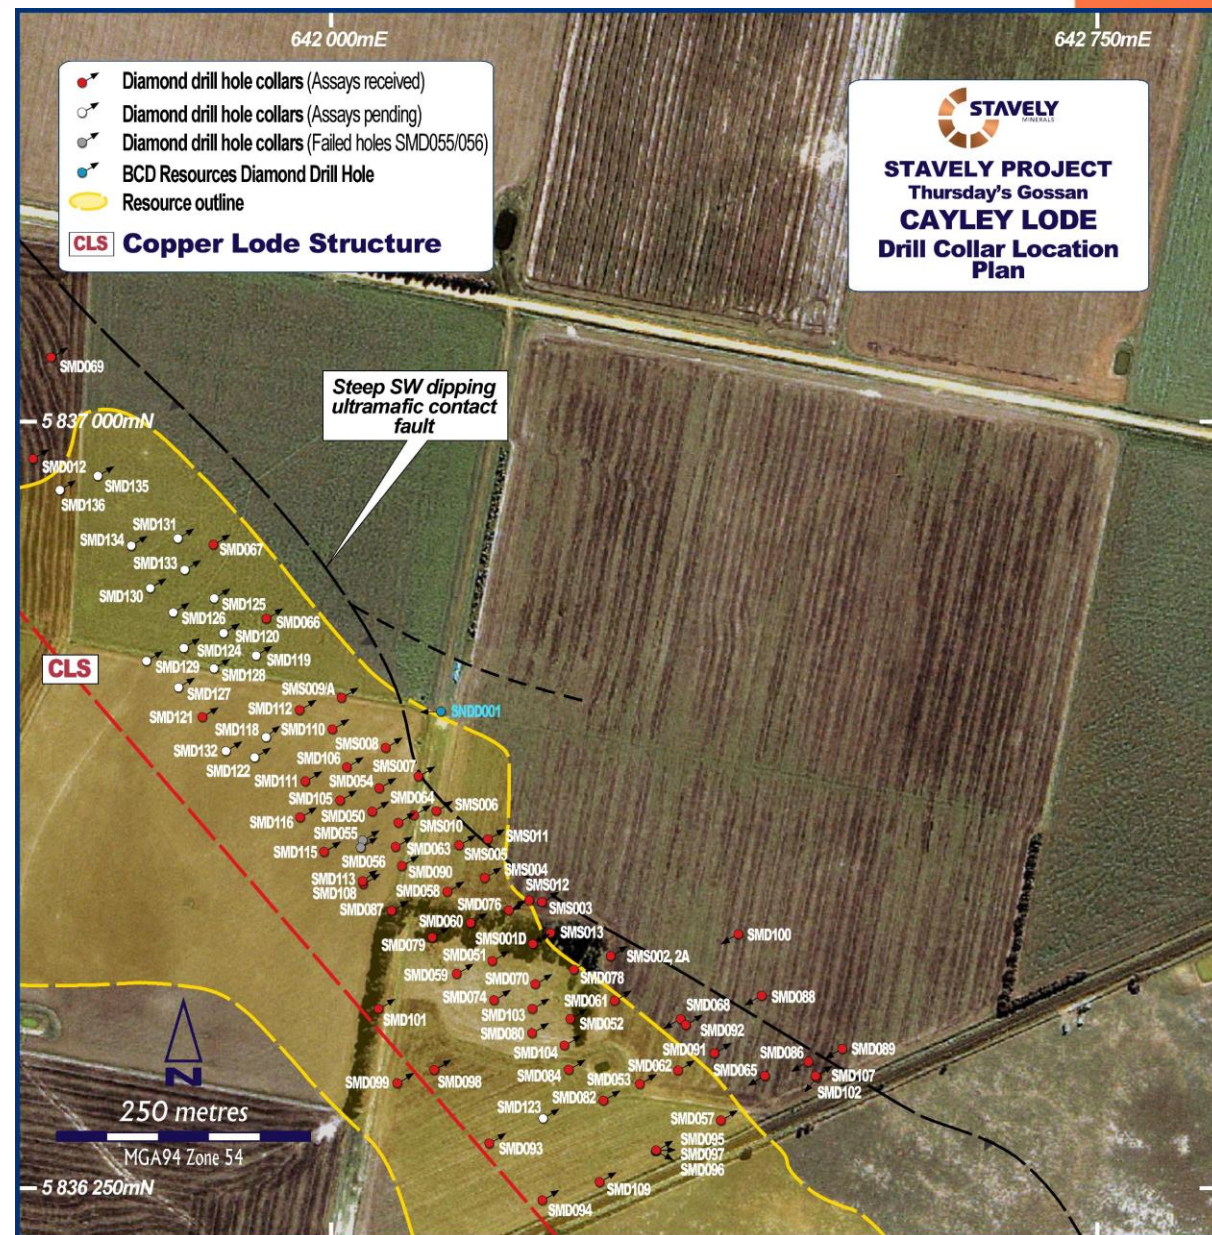 642 000mE
642 750mE
Diamond drill hole collars (Assays received)
Diamond drill hole collars (Assays pending)
Diamond drill hole collars (Failed holes SMD055/056)
BCD Resources Diamond Drill Hole
Resource outline
CLS Copper Lode Structure
STAVELY
MINERALS
STAVELY PROJECT
Thursday's Gossan
CAYLEY LODE
Drill Collar Location
Plan
SMD069
Steep SW dipping
ultramafic contact
fault
5 837 000mN
SMD012
SMD135
SMD136
SMD131
SMD134
SMD067
SMD133
SMD130
SMD125
SMD126
SMD066
SMD120
SMD124
SMD119
CLS
SMD129
SMD128
SMD127
SMS009/A
SMD112
SMD121
SNDD001
SMD118
SMD110
SMD132
SMS008
SMD122
SMD106
SMS007
SMD111
SMD054
SMD105
SMD064
SMS006
SMD116
SMD050
SMS010
SMD055
SMS011
SMD115
SMD056
SMD063
SMS005
SMD090
SMS004
SMD113
SMD108
SMD058
SMS012
SMD087
SMD076
SMS003
SMD060
SMD079
SMS001D
SMS013
SMD100
SMD051
SMS002, 2A
SMD059
SMD070
SMD078
SMD074
SMD061
SMD088
SMD101
SMD103
SMD068
SMD052
SMD092
SMD080
SMD104
SMD091
SMD086
SMD089
SMD099
SMD098
SMD084
SMD062
SMD065
SMD107
SMD053
SMD102
SMD082
SMD123
SMD057
N
250 metres
MGA94 Zone 54
SMD093
SMD095
SMD097
SMD096
5 836 250mN
SMD109
SMD094